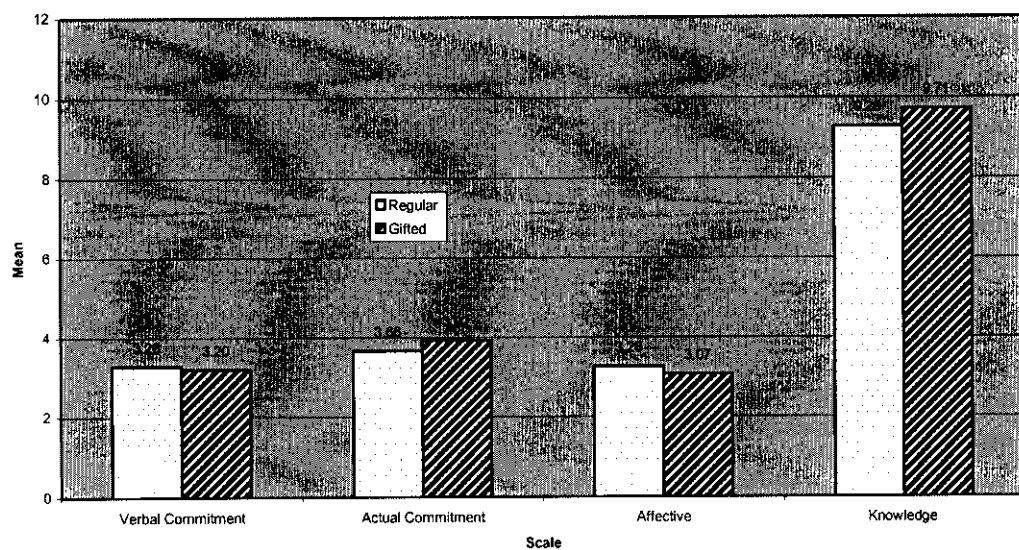 12
10
8
6
4
2
0
Mean
Regular
Gifted
3.20
3.66
3.07
9.71
Verbal Commitment
Actual Commitment
Affective
Knowledge
Scale